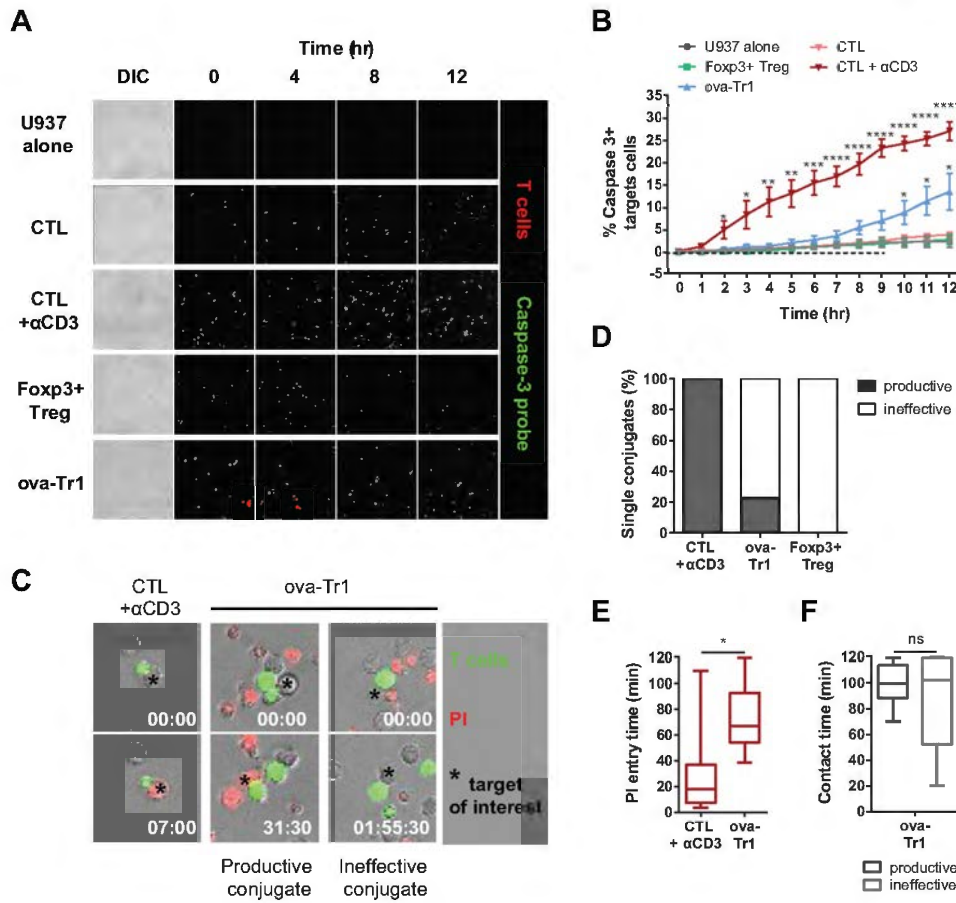 A
Time (hr)
DIC 0 4 8 12
U937
alone
CTL
CTL
+αCD3
Foxp3+
Treg
ova-Tr1
T cells
Caspase-3 probe
B
U937 alone
Foxp3+ Treg
ova-Tr1
CTL
CTL + αCD3
% Caspase 3+
targets cells
35
30
25
20
15
10
5
0
-5
* * ** ** *** **** **** **** **** **** ****
* * *
0 1 2 3 4 5 6 7 8 9 10 11 12
Time (hr)
D
Single conjugates (%)
100
80
60
40
20
0
CTL
+αCD3
ova-
Tr1
Foxp3+
Treg
productive
ineffective
C
CTL
+αCD3
ova-Tr1
*
00:00
*
00:00
*
00:00
*
07:00
*
31:30
*
01:55:30
T cells
PI
* target
of interest
Productive
conjugate
Ineffective
conjugate
E
PI entry time (min)
120
100
80
60
40
20
0
*
CTL
+ αCD3
ova-
Tr1
F
Contact time (min)
120
100
80
60
40
20
0
ns
ova-
Tr1
productive
ineffective